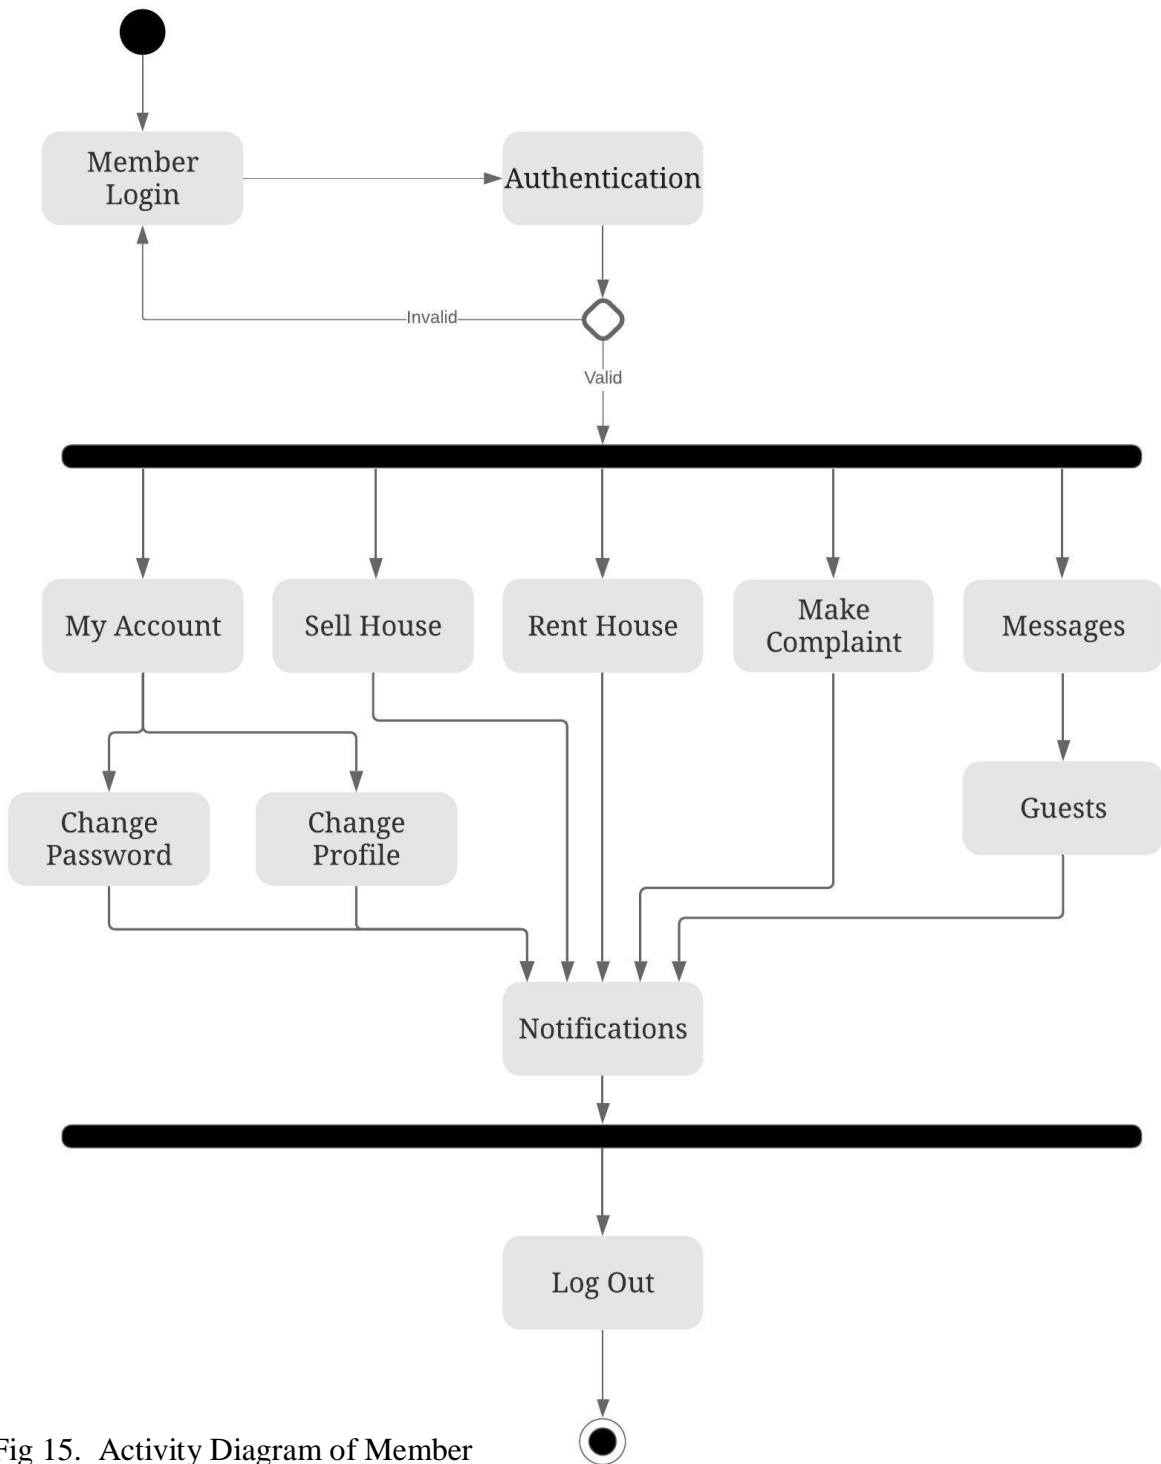 Member
Login
Authentication
Invalid
Valid
My Account
Sell House
Rent House
Make
Complaint
Messages
Guests
Change
Password
Change
Profile
Notifications
Log Out
Fig 15. Activity Diagram of Member